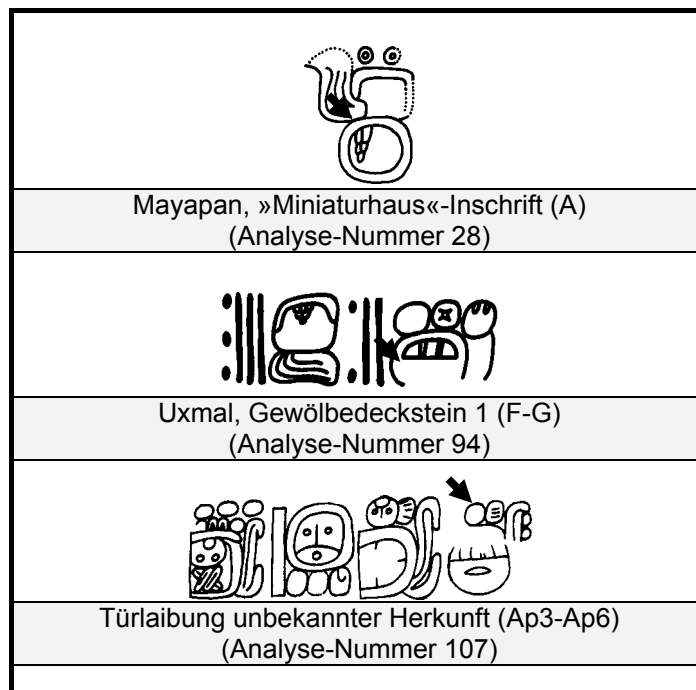 Mayapan, »Miniaturhaus«-Inschrift (A)
(Analyse-Nummer 28)
Uxmal, Gewölbedeckstein 1 (F-G)
(Analyse-Nummer 94)
Türlaibung unbekannter Herkunft (Ap3-Ap6)
(Analyse-Nummer 107)